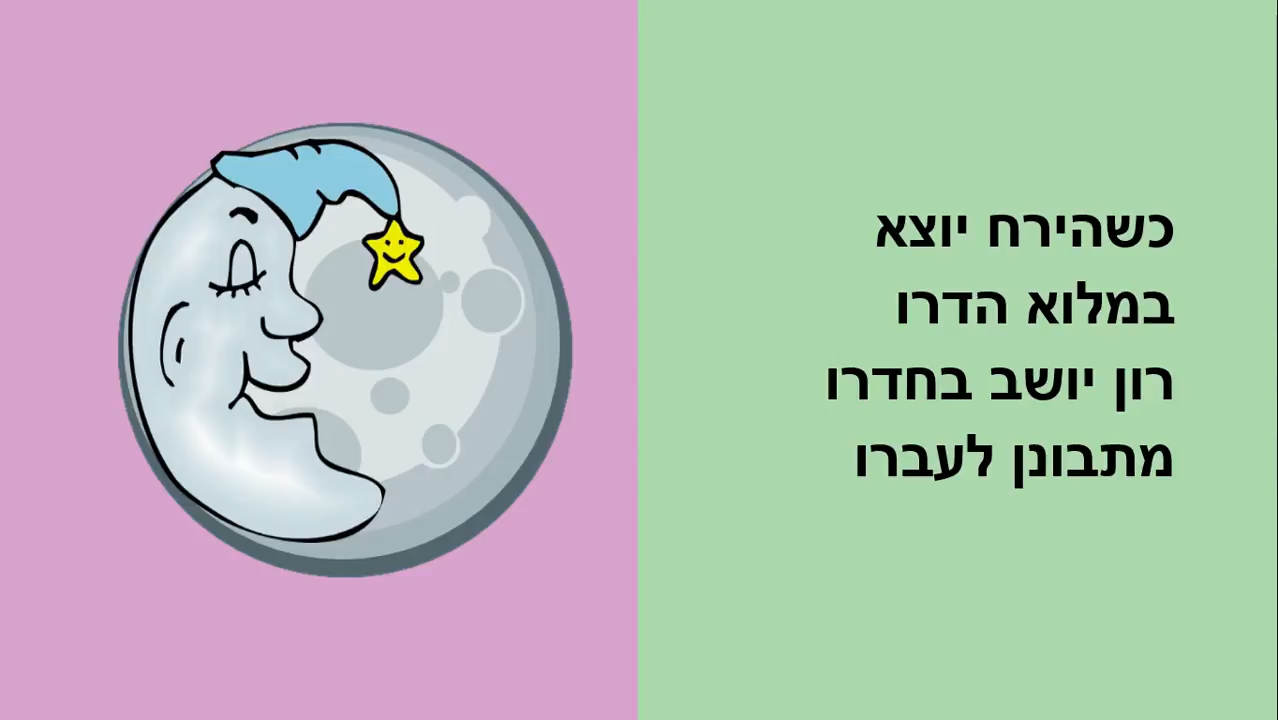 כשהירח יוצא
במלוא הדרו
רון יושב בחדרו
מתבונן לעברו